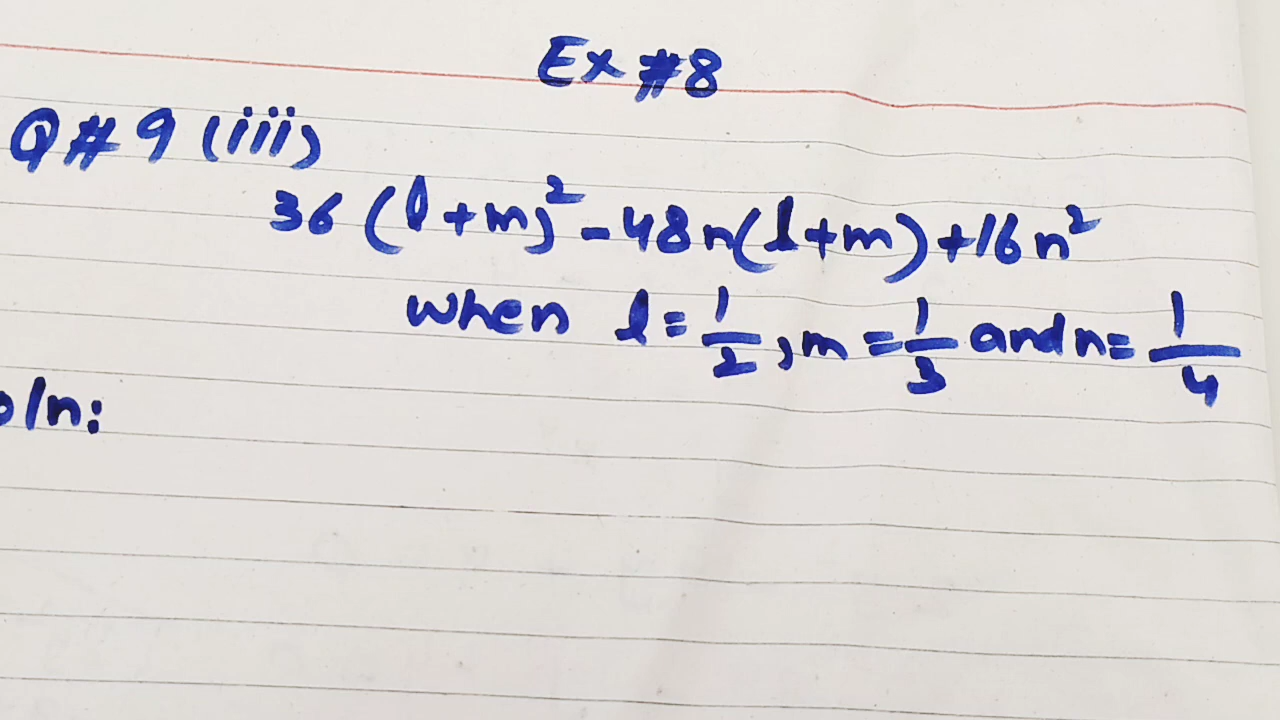 Ex #8
Q # 9 (iii)
36 (l+m)² - 48n(l+m) + 16n²
when l = 1/2, m = 1/3 and n = 1/4
oln: